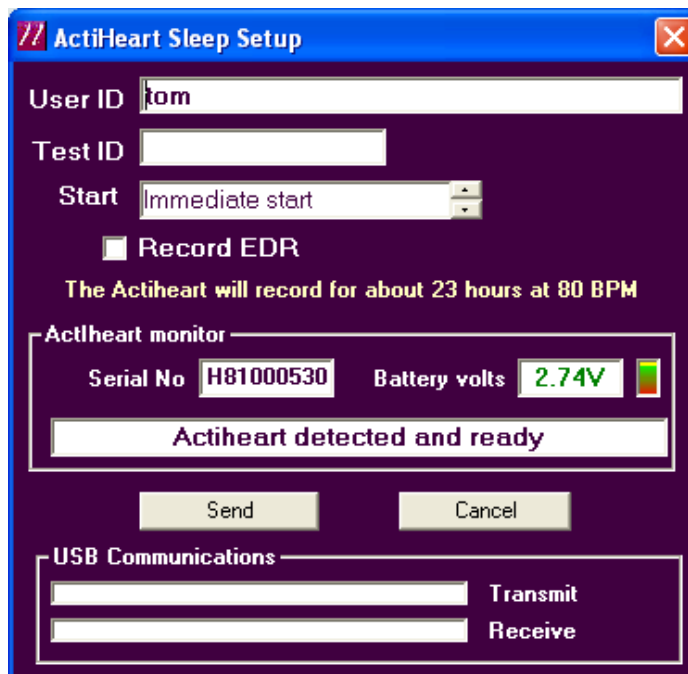 ActiHeart Sleep Setup
User ID tom
Test ID
Start Immediate start
Record EDR
The Actiheart will record for about 23 hours at 80 BPM
ActIheart monitor
Serial No H81000530 Battery volts 2.74V
Actiheart detected and ready
Send Cancel
USB Communications
Transmit
Receive